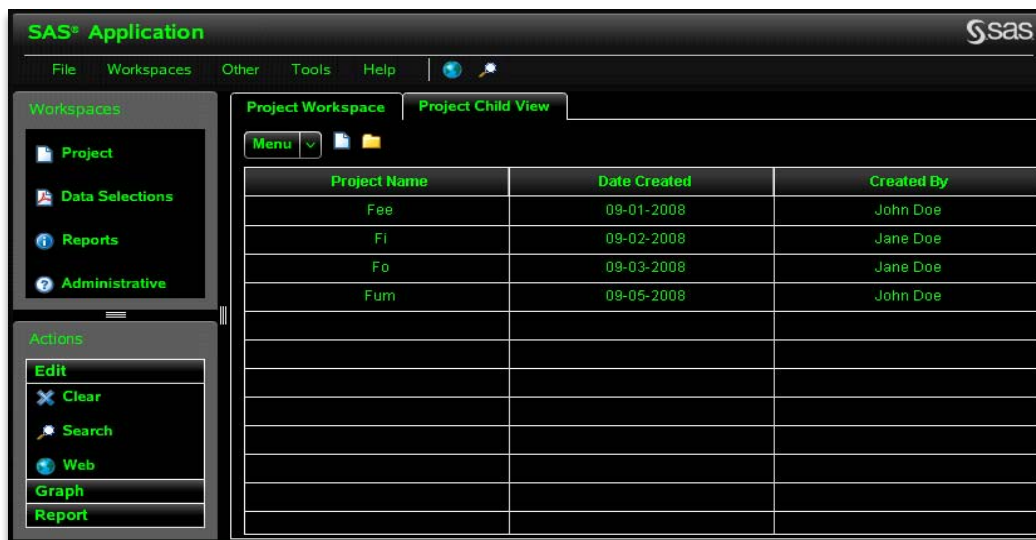 SAS® Application
sas
File Workspaces Other Tools Help
Workspaces
Project
Data Selections
Reports
Administrative
Actions
Edit
Clear
Search
Web
Graph
Report
Project Workspace Project Child View
Menu
Project Name Date Created Created By
Fee 09-01-2008 John Doe
Fi 09-02-2008 Jane Doe
Fo 09-03-2008 Jane Doe
Fum 09-05-2008 John Doe